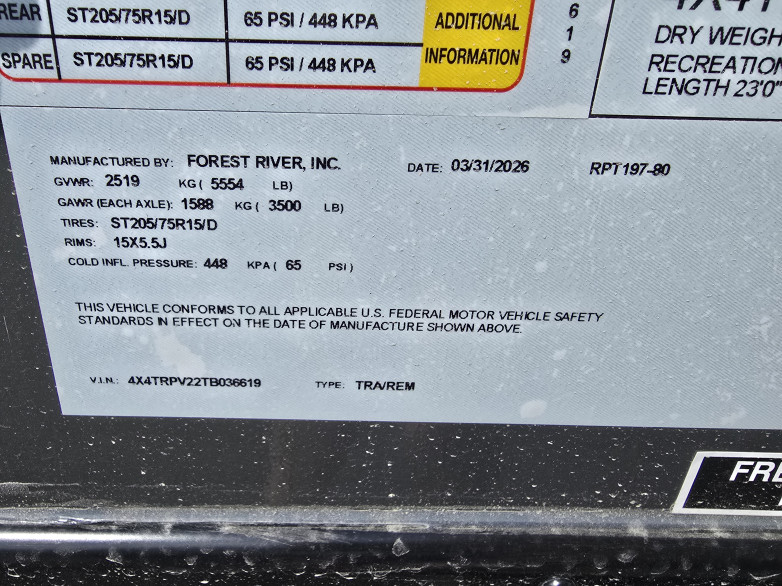 REAR ST205/75R15/D 65 PSI / 448 KPA ADDITIONAL
SPARE ST205/75R15/D 65 PSI / 448 KPA INFORMATION
6
1
9
DRY WEIGH
RECREATION
LENGTH 23'0"
MANUFACTURED BY: FOREST RIVER, INC. DATE: 03/31/2026 RPT197-80
GVWR: 2519 KG ( 5554 LB)
GAWR (EACH AXLE): 1588 KG ( 3500 LB)
TIRES: ST205/75R15/D
RIMS: 15X5.5J
COLD INFL. PRESSURE: 448 KPA ( 65 PSI )
THIS VEHICLE CONFORMS TO ALL APPLICABLE U.S. FEDERAL MOTOR VEHICLE SAFETY
STANDARDS IN EFFECT ON THE DATE OF MANUFACTURE SHOWN ABOVE.
V.I.N.: 4X4TRPV22TB036619 TYPE: TRA/REM